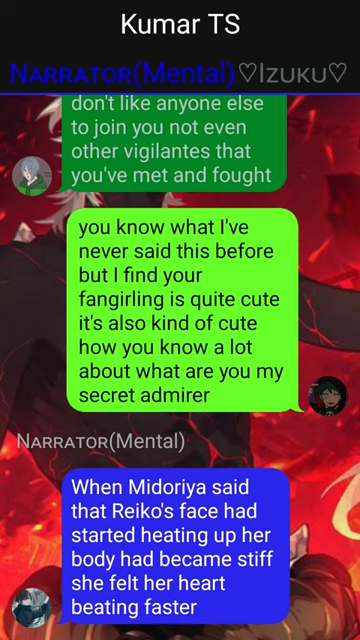 Kumar TS
Narrator(Mental)♡Izuku♡
don't like anyone else
to join you not even
other vigilantes that
you've met and fought
you know what I've
never said this before
but I find your
fangirling is quite cute
it's also kind of cute
how you know a lot
about what are you my
secret admirer
Narrator(Mental)
When Midoriya said
that Reiko's face had
started heating up her
body had became stiff
she felt her heart
beating faster